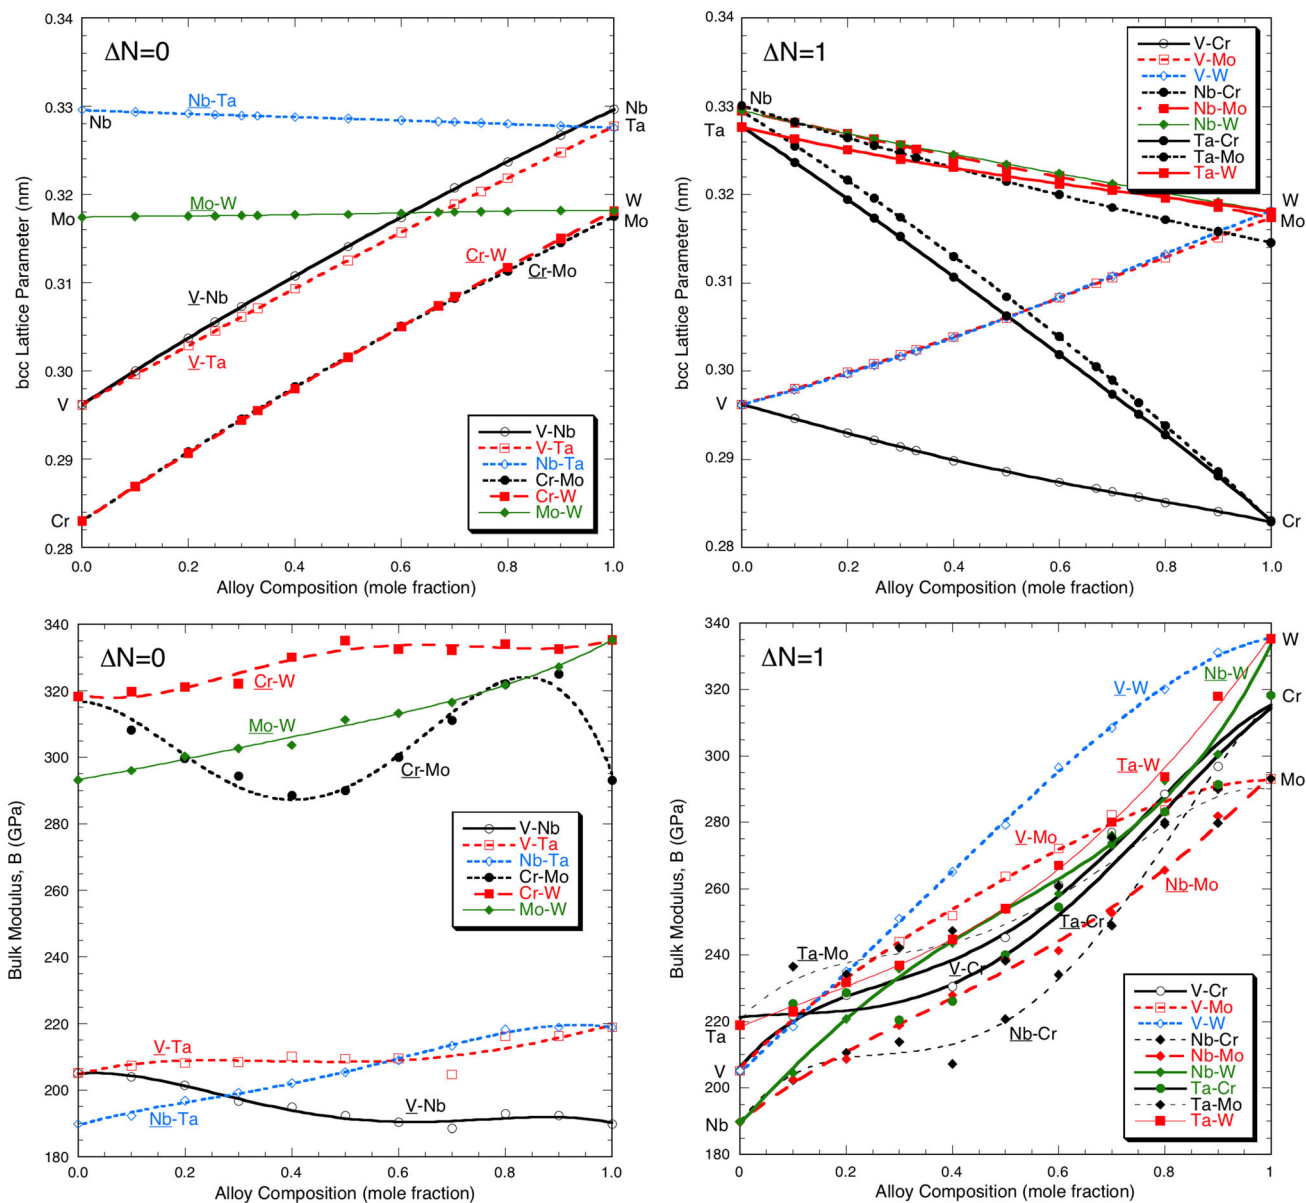 0.34
0.33
0.32
0.31
0.30
0.29
0.28
bcc Lattice Parameter (nm)
ΔN=0
Nb-Ta
Nb
Nb
Ta
Mo
Mo-W
W
Mo
V-Nb
V-Ta
V
Cr-W
Cr-Mo
Cr
V-Nb
V-Ta
Nb-Ta
Cr-Mo
Cr-W
Mo-W
0.0 0.2 0.4 0.6 0.8 1.0
Alloy Composition (mole fraction)
0.34
0.33
0.32
0.31
0.30
0.29
0.28
bcc Lattice Parameter (nm)
ΔN=1
Nb
Ta
V
W
Mo
Cr
V-Cr
V-Mo
V-W
Nb-Cr
Nb-Mo
Nb-W
Ta-Cr
Ta-Mo
Ta-W
0.0 0.2 0.4 0.6 0.8 1.0
Alloy Composition (mole fraction)
340
320
300
280
260
240
220
200
180
Bulk Modulus, B (GPa)
ΔN=0
Cr-W
Mo-W
Cr-Mo
V-Nb
V-Ta
Nb-Ta
Cr-Mo
Cr-W
Mo-W
V-Ta
Nb-Ta
V-Nb
0.0 0.2 0.4 0.6 0.8 1.0
Alloy Composition (mole fraction)
340
320
300
280
260
240
220
200
180
Bulk Modulus, B (GPa)
ΔN=1
W
Cr
Mo
V-W
Nb-W
Ta-W
V-Mo
Nb-Mo
Ta-Cr
Ta-Mo
V-Cr
Nb-Cr
Ta
V
Nb
V-Cr
V-Mo
V-W
Nb-Cr
Nb-Mo
Nb-W
Ta-Cr
Ta-Mo
Ta-W
0 0.2 0.4 0.6 0.8 1.0
Alloy Composition (mole fraction)